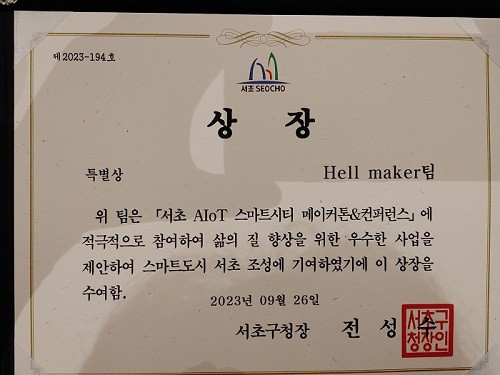 제2023-194호
서초 SEOCHO
상 장
특별상
Hell maker팀
위 팀은 「서초 AIoT 스마트시티 메이커톤&컨퍼런스」에
적극적으로 참여하여 삶의 질 향상을 위한 우수한 사업을
제안하여 스마트도시 서초 조성에 기여하였기에 이 상장을
수여함.
2023년 09월 26일
서초구청장 전 성 수
서초구
청장인